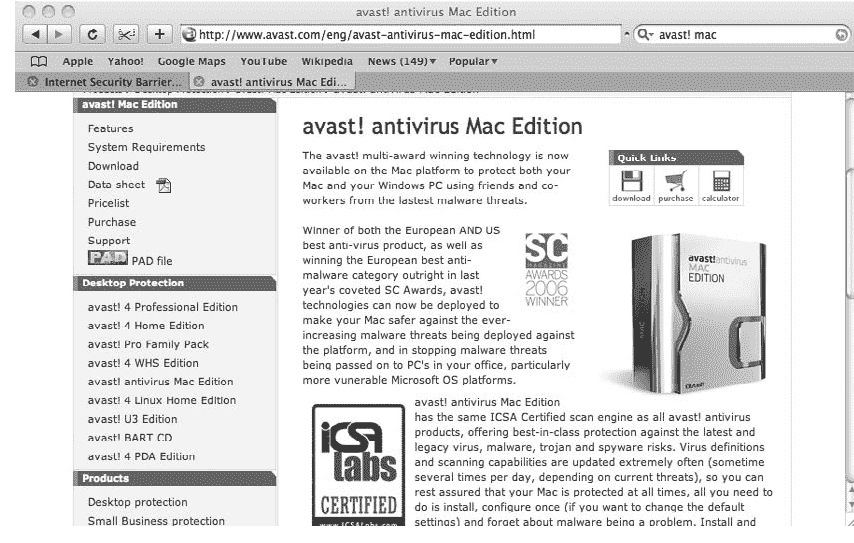 avast! antivirus Mac Edition
http://www.avast.com/eng/avast-antivirus-mac-edition.html
avast! mac
Apple Yahoo! Google Maps YouTube Wikipedia News (149) Popular
Internet Security Barrier... avast! antivirus Mac Edi...
avast! Mac Edition
Features
System Requirements
Download
Data sheet
Pricelist
Purchase
Support
PAD PAD file
Desktop Protection
avast! 4 Professional Edition
avast! 4 Home Edition
avast! Pro Family Pack
avast! 4 WHS Edition
avast! antivirus Mac Edition
avast! 4 Linux Home Edition
avast! U3 Edition
avast! BART CD
avast! 4 PDA Edition
Products
Desktop protection
Small Business protection
avast! antivirus Mac Edition
The avast! multi-award winning technology is now
available on the Mac platform to protect both your
Mac and your Windows PC using friends and co-
workers from the lastest malware threats.
Quick Links
download purchase calculator
Winner of both the European AND US
best anti-virus product, as well as
winning the European best anti-
malware category outright in last
year's coveted SC Awards, avast!
technologies can now be deployed to
make your Mac safer against the ever-
increasing malware threats being deployed against
the platform, and in stopping malware threats
being passed on to PC's in your office, particularly
more vunerable Microsoft OS platforms.
SC
MAGAZINE
AWARDS
2006
WINNER
avast! antivirus
MAC
EDITION
avast! antivirus Mac Edition
has the same ICSA Certified scan engine as all avast! antivirus
products, offering best-in-class protection against the latest and
legacy virus, malware, trojan and spyware risks. Virus definitions
and scanning capabilities are updated extremely often (sometime
several times per day, depending on current threats), so you can
rest assured that your Mac is protected at all times, all you need to
do is install, configure once (if you want to change the default
settings) and forget about malware being a problem. Install and
iCSA
labs
CERTIFIED
www.ICSALabs.com